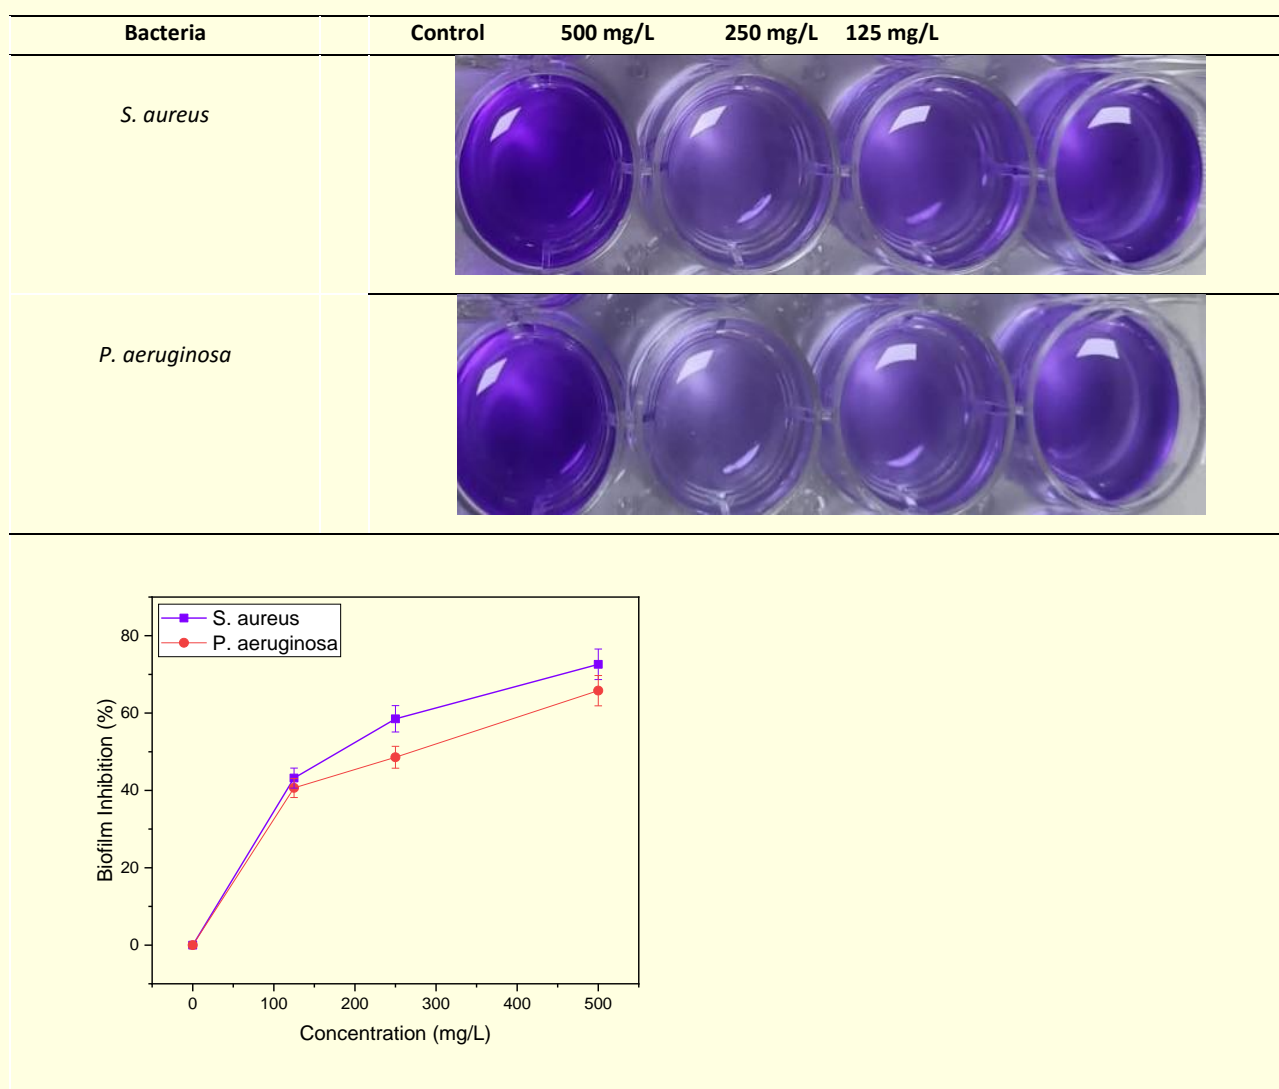 Bacteria Control 500 mg/L 250 mg/L 125 mg/L
S. aureus
P. aeruginosa
S. aureus
P. aeruginosa
80
60
40
20
0
Biofilm Inhibition (%)
0 100 200 300 400 500
Concentration (mg/L)